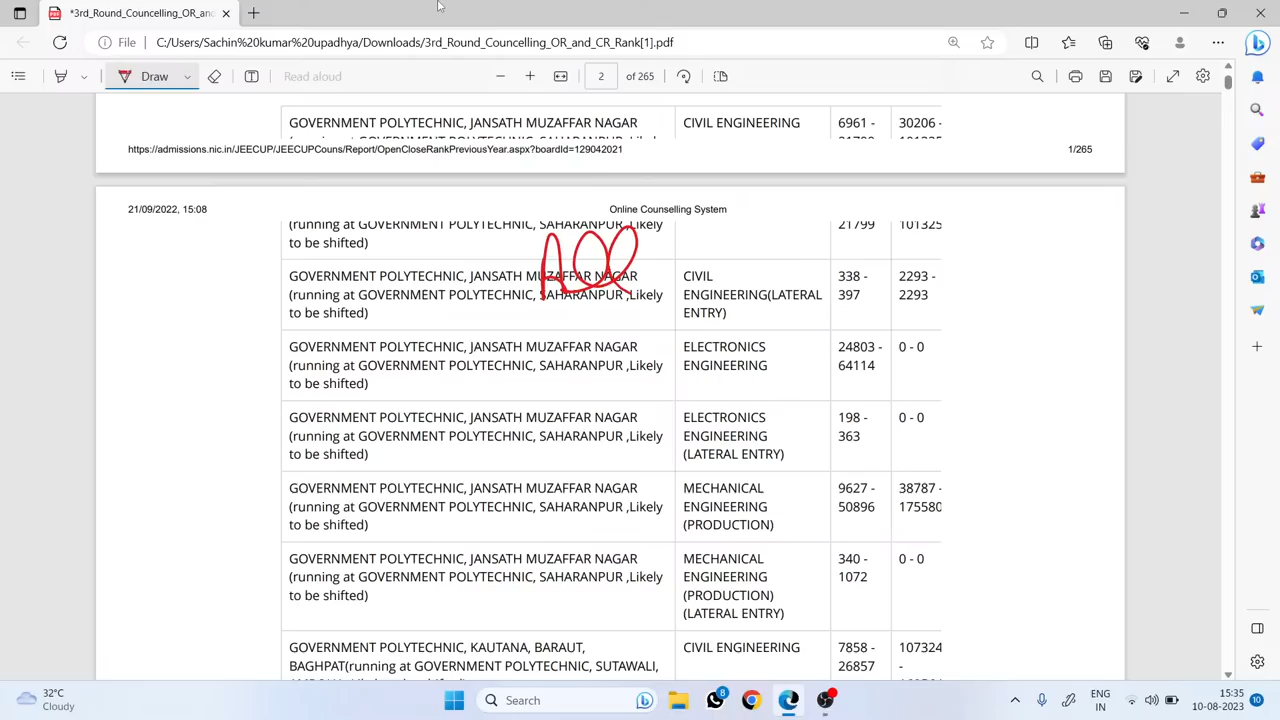 *3rd_Round_Councelling_OR_an
File C:/Users/Sachin%20kumar%20upadhya/Downloads/3rd_Round_Councelling_OR_and_CR_Rank[1].pdf
Draw Read aloud 2 of 265
GOVERNMENT POLYTECHNIC, JANSATH MUZAFFAR NAGAR CIVIL ENGINEERING 6961 - 30206 -
https://admissions.nic.in/JEECUP/JEECUPCouns/Report/OpenCloseRankPreviousYear.aspx?boardId=129042021 1/265
21/09/2022, 15:08 Online Counselling System
(running at GOVERNMENT POLYTECHNIC, SAHARANPUR ,Likely 21799 101325
to be shifted)
All
GOVERNMENT POLYTECHNIC, JANSATH MUZAFFAR NAGAR CIVIL 338 - 2293 -
(running at GOVERNMENT POLYTECHNIC, SAHARANPUR ,Likely ENGINEERING(LATERAL 397 2293
to be shifted) ENTRY)
GOVERNMENT POLYTECHNIC, JANSATH MUZAFFAR NAGAR ELECTRONICS 24803 - 0 - 0
(running at GOVERNMENT POLYTECHNIC, SAHARANPUR ,Likely ENGINEERING 64114
to be shifted)
GOVERNMENT POLYTECHNIC, JANSATH MUZAFFAR NAGAR ELECTRONICS 198 - 0 - 0
(running at GOVERNMENT POLYTECHNIC, SAHARANPUR ,Likely ENGINEERING 363
to be shifted) (LATERAL ENTRY)
GOVERNMENT POLYTECHNIC, JANSATH MUZAFFAR NAGAR MECHANICAL 9627 - 38787 -
(running at GOVERNMENT POLYTECHNIC, SAHARANPUR ,Likely ENGINEERING 50896 175580
to be shifted) (PRODUCTION)
GOVERNMENT POLYTECHNIC, JANSATH MUZAFFAR NAGAR MECHANICAL 340 - 0 - 0
(running at GOVERNMENT POLYTECHNIC, SAHARANPUR ,Likely ENGINEERING 1072
to be shifted) (PRODUCTION)
(LATERAL ENTRY)
GOVERNMENT POLYTECHNIC, KAUTANA, BARAUT, CIVIL ENGINEERING 7858 - 107324
BAGHPAT(running at GOVERNMENT POLYTECHNIC, SUTAWALI, 26857 -
32°C
Cloudy
Search
8
ENG
IN
15:35
10-08-2023
10